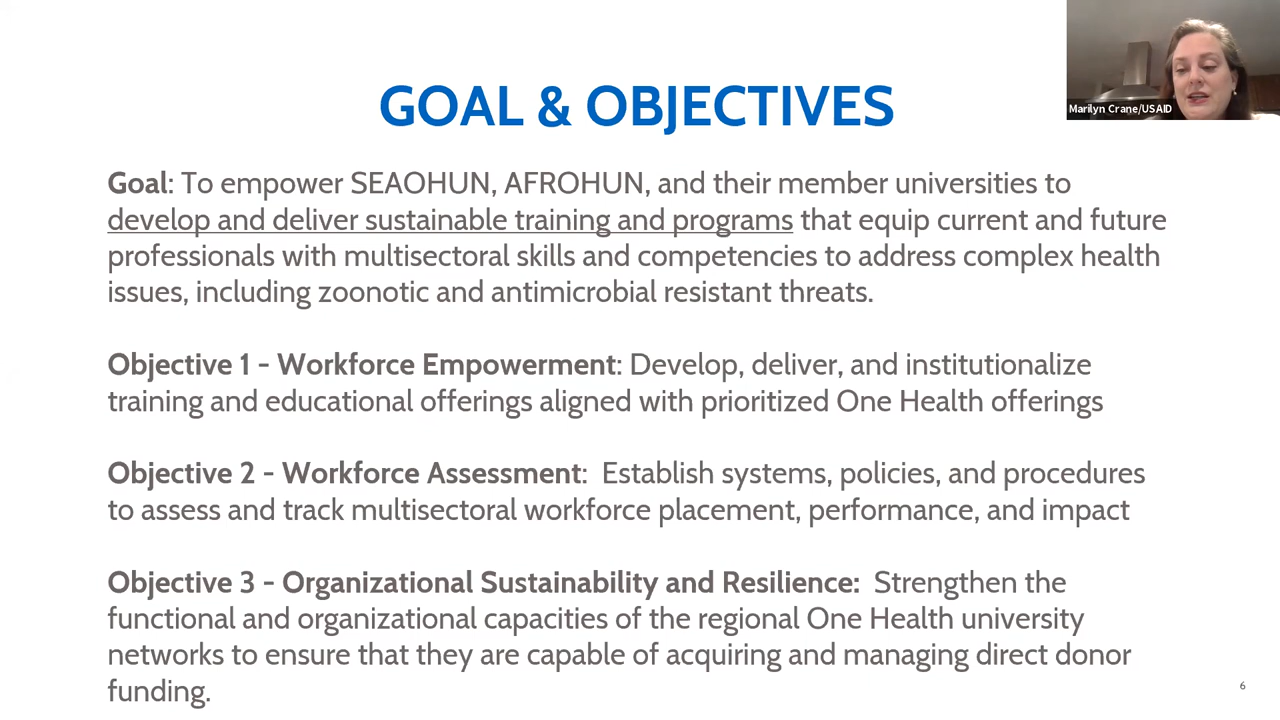 Marilyn Crane/USAID
GOAL & OBJECTIVES
Goal: To empower SEAOHUN, AFROHUN, and their member universities to
develop and deliver sustainable training and programs that equip current and future
professionals with multisectoral skills and competencies to address complex health
issues, including zoonotic and antimicrobial resistant threats.
Objective 1 - Workforce Empowerment: Develop, deliver, and institutionalize
training and educational offerings aligned with prioritized One Health offerings
Objective 2 - Workforce Assessment:  Establish systems, policies, and procedures
to assess and track multisectoral workforce placement, performance, and impact
Objective 3 - Organizational Sustainability and Resilience:  Strengthen the
functional and organizational capacities of the regional One Health university
networks to ensure that they are capable of acquiring and managing direct donor
funding.
6